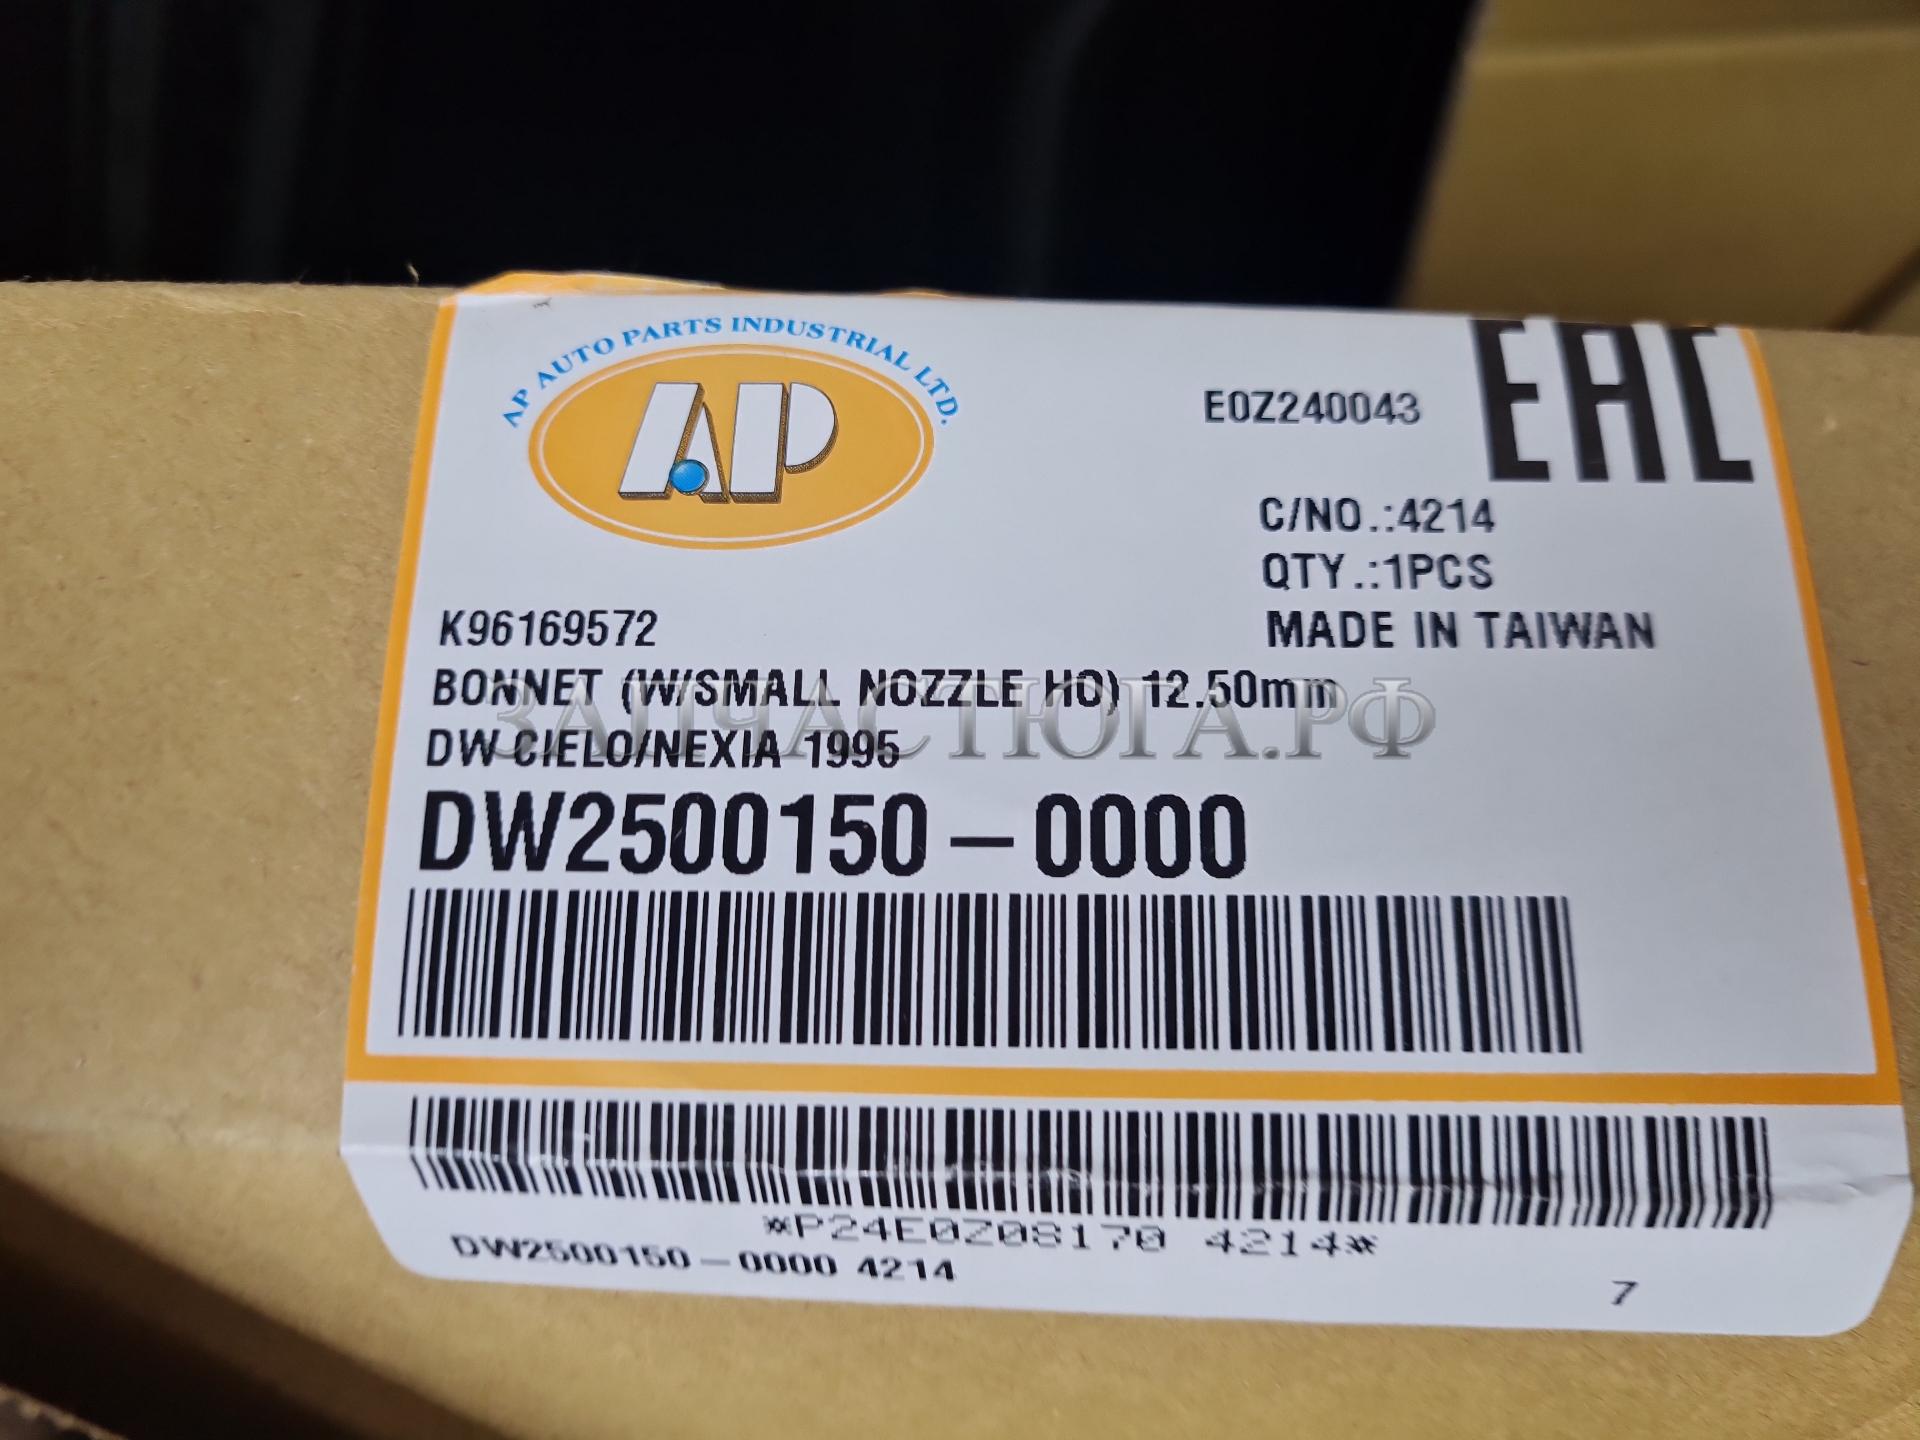 AP AUTO PARTS INDUSTRIAL LTD.
AP
E0Z240043
EAC
C/NO.:4214
QTY.:1PCS
MADE IN TAIWAN
K96169572
BONNET (W/SMALL NOZZLE HO) 12.50mm
ЗАПЧАСТЮГА.РФ
DW CIELO/NEXIA 1995
DW2500150-0000
*P24E0Z08170 4214*
DW2500150-0000 4214
7